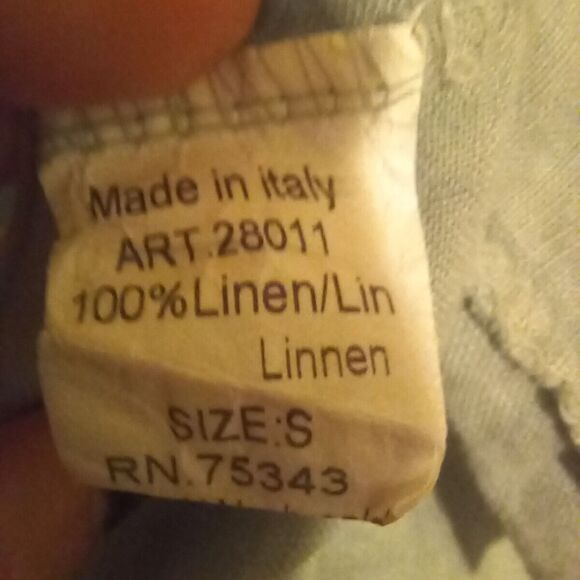 Made in italy
ART.28011
100%Linen/Lin
Linnen
SIZE:S
RN.75343